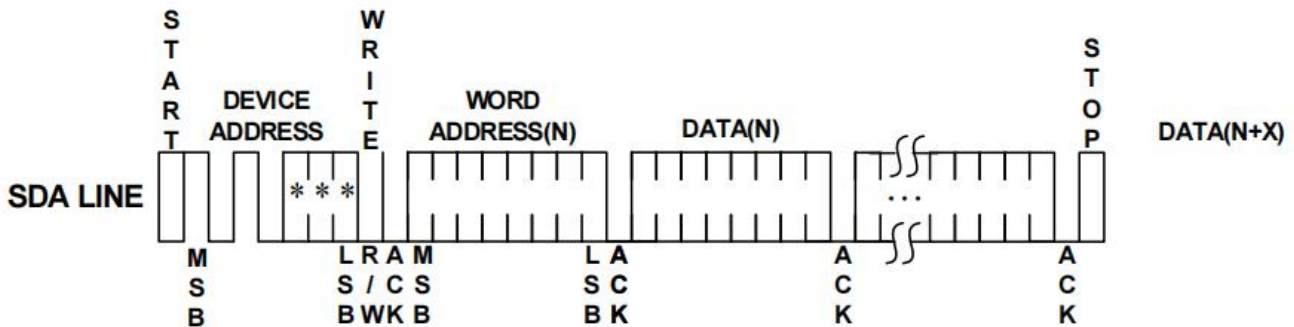 START
WRITE
STOP
DEVICE
ADDRESS
WORD
ADDRESS(N)
DATA(N)
DATA(N+X)
SDA LINE
* * *
...
MSB
LSB
R/W
ACK
MSB
LSB
ACK
ACK
ACK